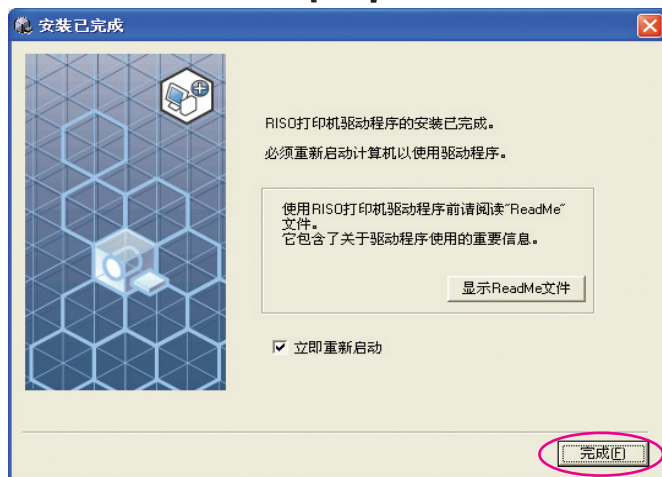 安装已完成
RISO打印机驱动程序的安装已完成。
必须重新启动计算机以使用驱动程序。
使用RISO打印机驱动程序前请阅读“ReadMe”
文件。
它包含了关于驱动程序使用的重要信息。
显示ReadMe文件
立即重新启动
完成(F)